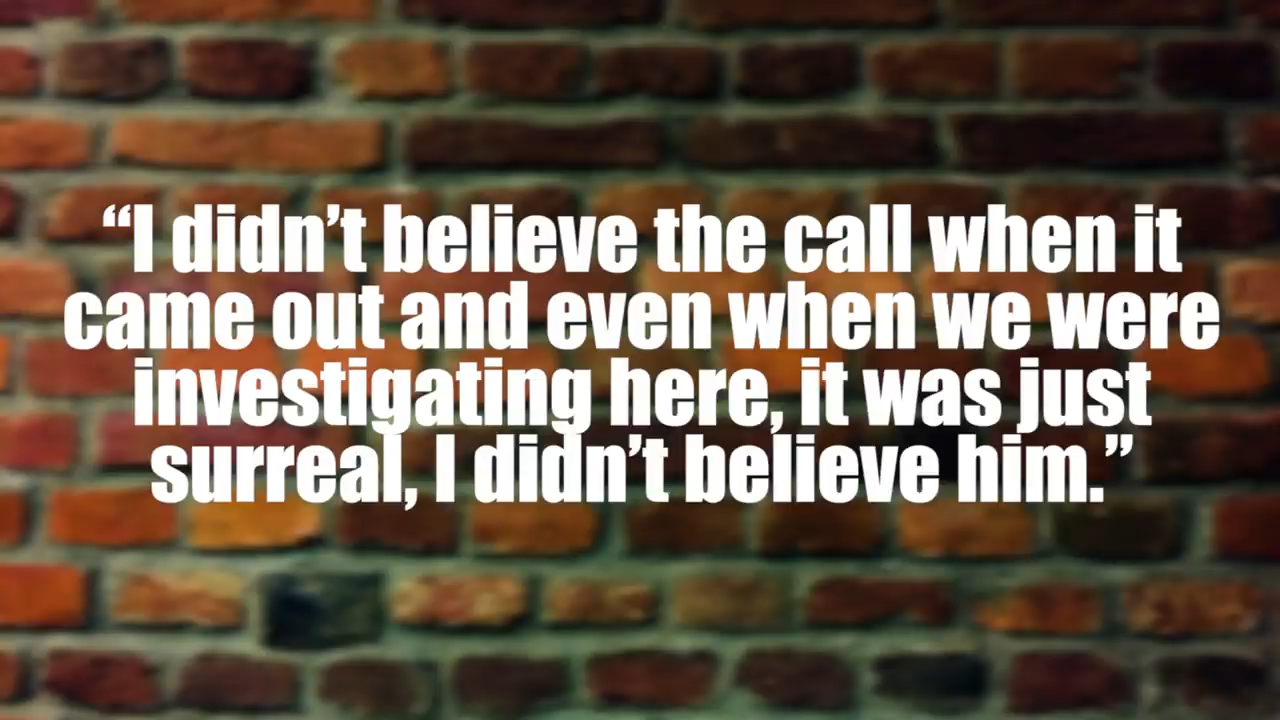 “I didn’t believe the call when it
came out and even when we were
investigating here, it was just
surreal, I didn’t believe him.”